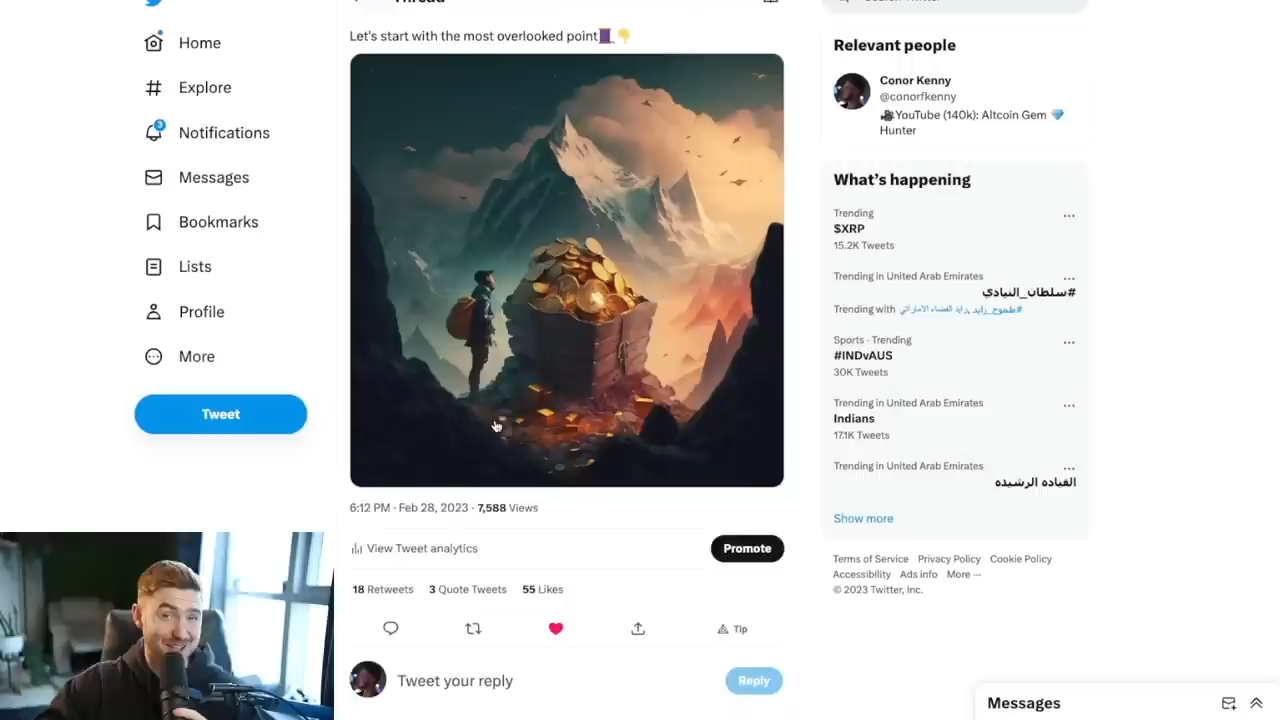 Home
Explore
3
Notifications
Messages
Bookmarks
Lists
Profile
More
Tweet
Let's start with the most overlooked point🧵👇
6:12 PM · Feb 28, 2023 · 7,588 Views
View Tweet analytics
Promote
18 Retweets 3 Quote Tweets 55 Likes
Tip
Tweet your reply
Reply
Relevant people
Conor Kenny
@conorfkenny
🎥YouTube (140k): Altcoin Gem 💎
Hunter
What's happening
Trending
$XRP
15.2K Tweets
Trending in United Arab Emirates
#سلطان_النيادي
Trending with
Sports · Trending
#INDvAUS
30K Tweets
Trending in United Arab Emirates
Indians
17.1K Tweets
Trending in United Arab Emirates
القيادة الرشيده
Show more
Terms of Service Privacy Policy Cookie Policy
Accessibility Ads info More ···
© 2023 Twitter, Inc.
Messages